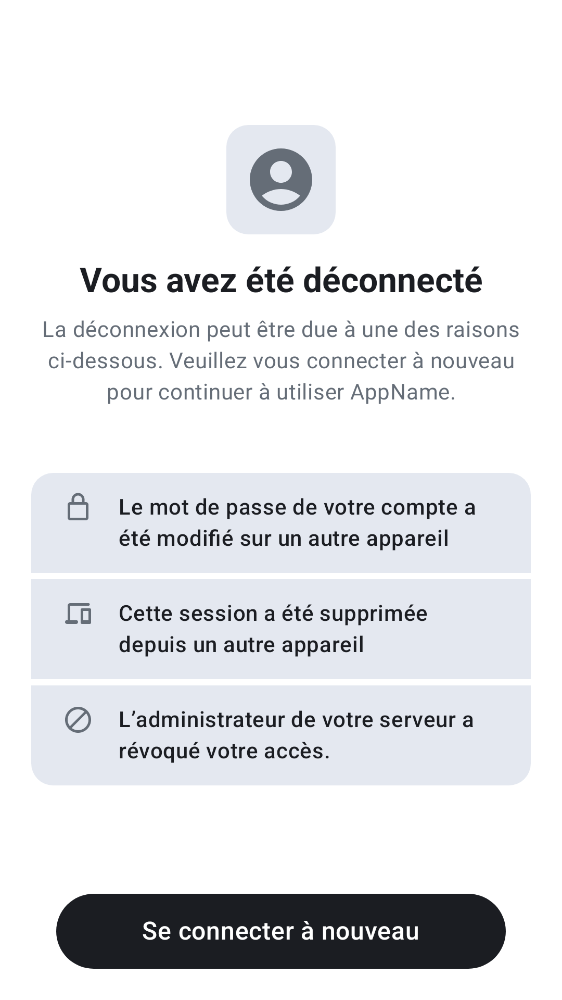 Vous avez été déconnecté
La déconnexion peut être due à une des raisons
ci-dessous. Veuillez vous connecter à nouveau
pour continuer à utiliser AppName.
Le mot de passe de votre compte a
été modifié sur un autre appareil
Cette session a été supprimée
depuis un autre appareil
L’administrateur de votre serveur a
révoqué votre accès.
Se connecter à nouveau